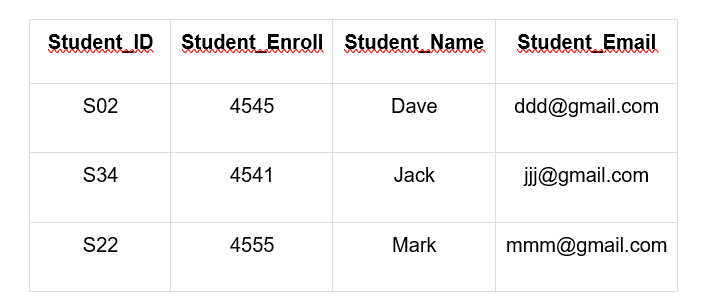 Student_ID Student_Enroll Student_Name Student_Email
S02 4545 Dave ddd@gmail.com
S34 4541 Jack jjj@gmail.com
S22 4555 Mark mmm@gmail.com